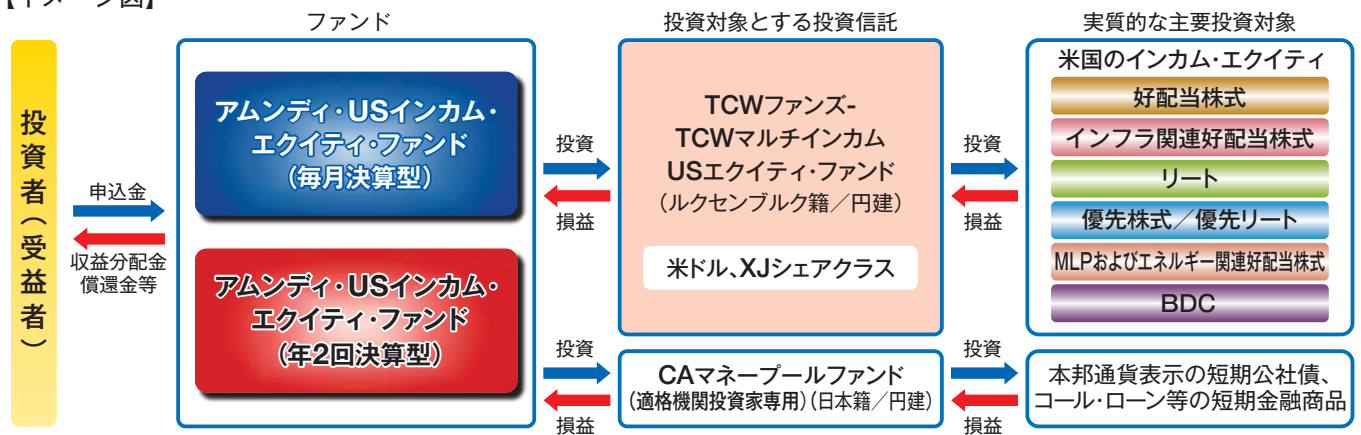 【イメージ図】
ファンド
投資対象とする投資信託
実質的な主要投資対象
投資者（受益者）
申込金
収益分配金
償還金等
アムンディ・USインカム・
エクイティ・ファンド
（毎月決算型）
アムンディ・USインカム・
エクイティ・ファンド
（年2回決算型）
投資
損益
TCWファンズ-
TCWマルチインカム
USエクイティ・ファンド
（ルクセンブルク籍／円建）
米ドル、XJシェアクラス
投資
損益
米国のインカム・エクイティ
好配当株式
インフラ関連好配当株式
リート
優先株式／優先リート
MLPおよびエネルギー関連好配当株式
BDC
投資
損益
CAマネープールファンド
（適格機関投資家専用）（日本籍／円建）
投資
損益
本邦通貨表示の短期公社債、
コール・ローン等の短期金融商品